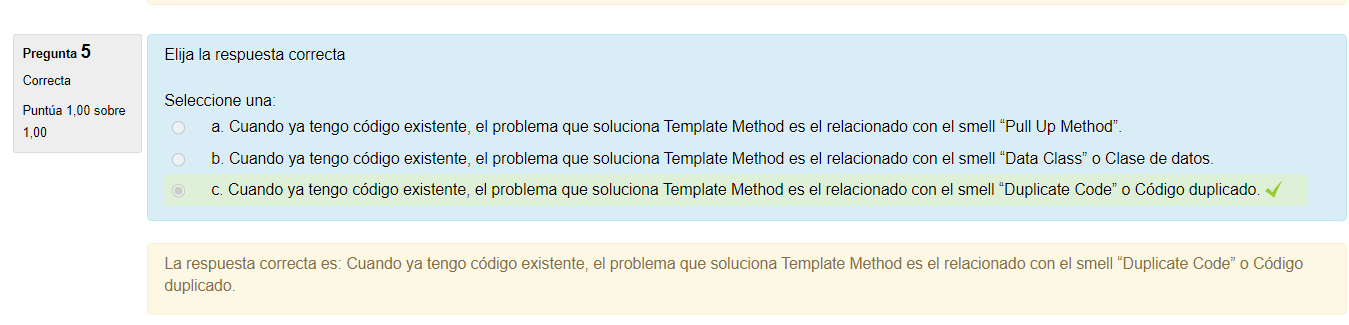 Pregunta 5
Correcta
Puntúa 1,00 sobre
1,00
Elija la respuesta correcta
Seleccione una:
a. Cuando ya tengo código existente, el problema que soluciona Template Method es el relacionado con el smell “Pull Up Method”.
b. Cuando ya tengo código existente, el problema que soluciona Template Method es el relacionado con el smell “Data Class” o Clase de datos.
c. Cuando ya tengo código existente, el problema que soluciona Template Method es el relacionado con el smell “Duplicate Code” o Código duplicado.
La respuesta correcta es: Cuando ya tengo código existente, el problema que soluciona Template Method es el relacionado con el smell “Duplicate Code” o Código
duplicado.